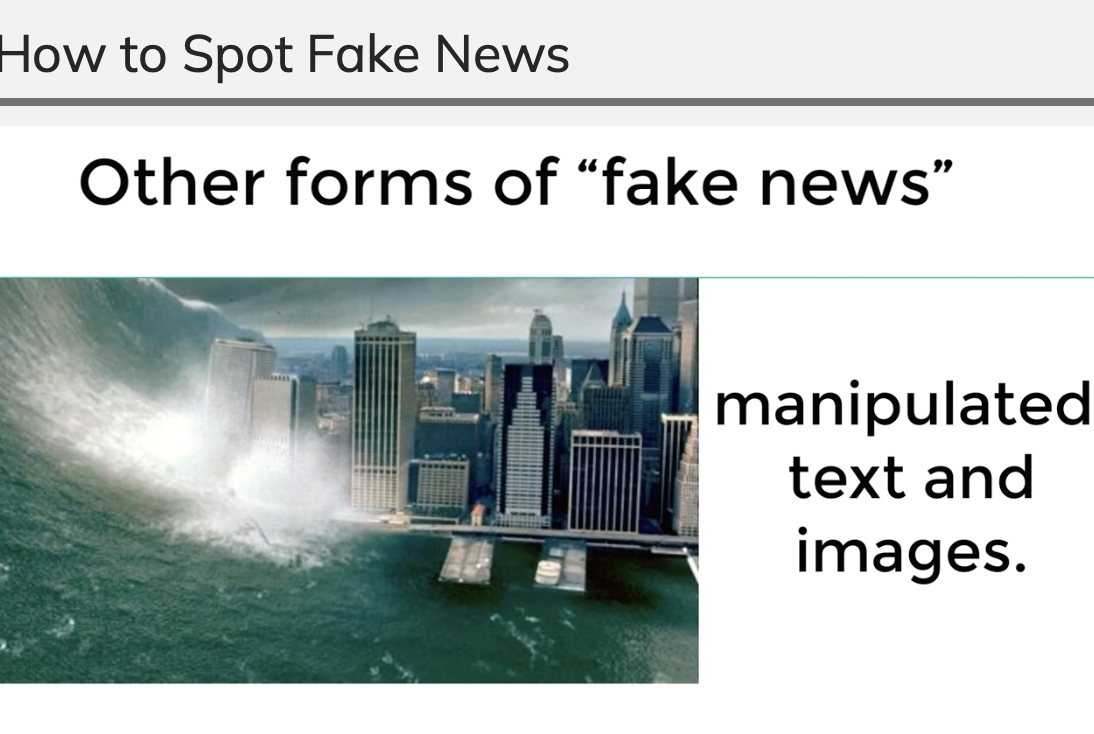 How to Spot Fake News
Other forms of “fake news”
manipulated
text and
images.